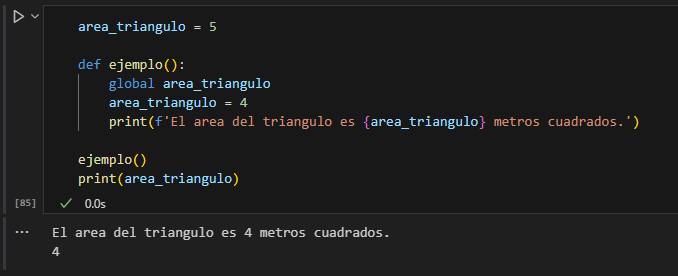 area_triangulo = 5
def ejemplo():
global area_triangulo
area_triangulo = 4
print(f'El area del triangulo es {area_triangulo} metros cuadrados.')
ejemplo()
print(area_triangulo)
[85]
0.0s
... El area del triangulo es 4 metros cuadrados.
4